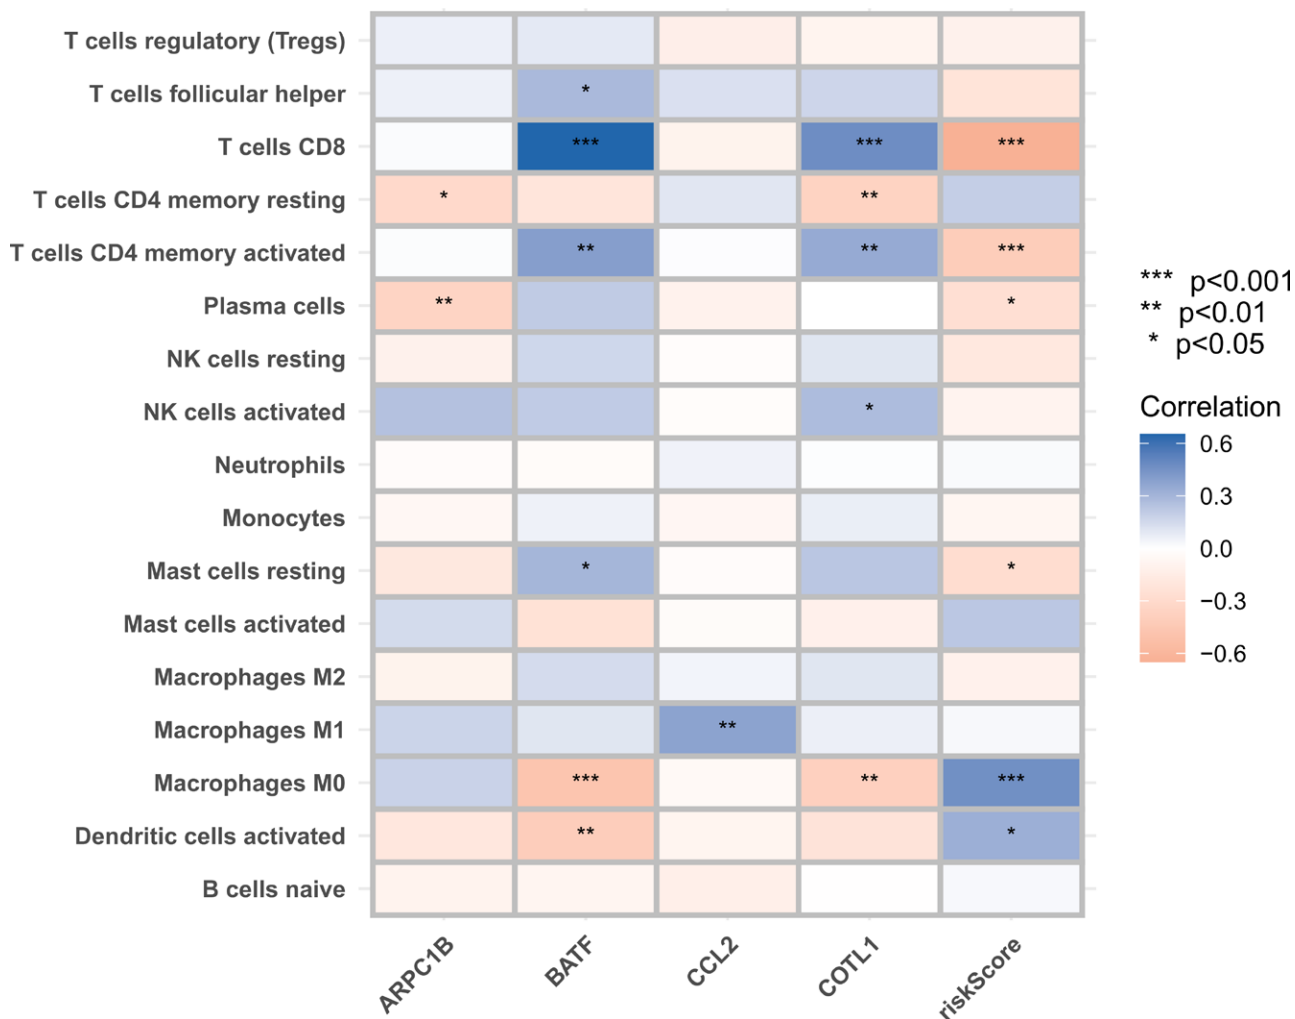 T cells regulatory (Tregs)
T cells follicular helper *
T cells CD8 *** *** ***
T cells CD4 memory resting * **
T cells CD4 memory activated ** ** ***
Plasma cells ** *
NK cells resting
NK cells activated *
Neutrophils
Monocytes
Mast cells resting * *
Mast cells activated
Macrophages M2
Macrophages M1 **
Macrophages M0 *** ** ***
Dendritic cells activated ** *
B cells naive
ARPC1B
BATF
CCL2
COTL1
riskScore
*** p<0.001
** p<0.01
* p<0.05
Correlation
0.6
0.3
0.0
−0.3
−0.6